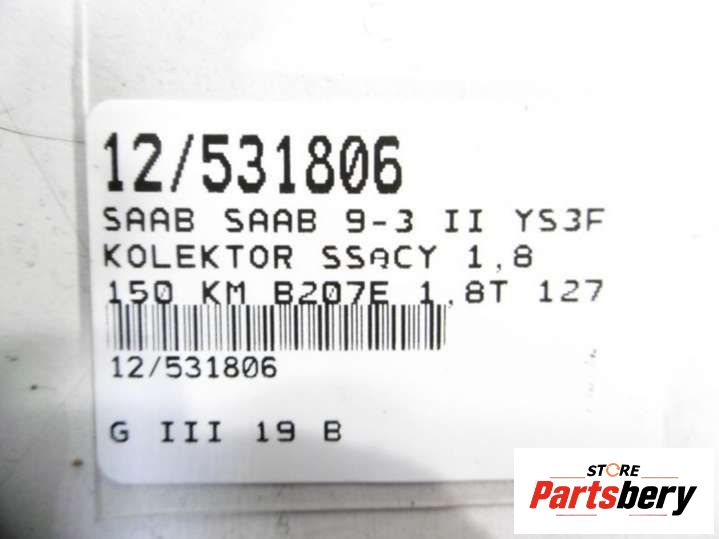 12/531806
SAAB SAAB 9-3 II YS3F
KOLEKTOR SSĄCY 1,8
150 KM B207E 1,8T 127
12/531806
G III 19 B
STORE
Partsbery